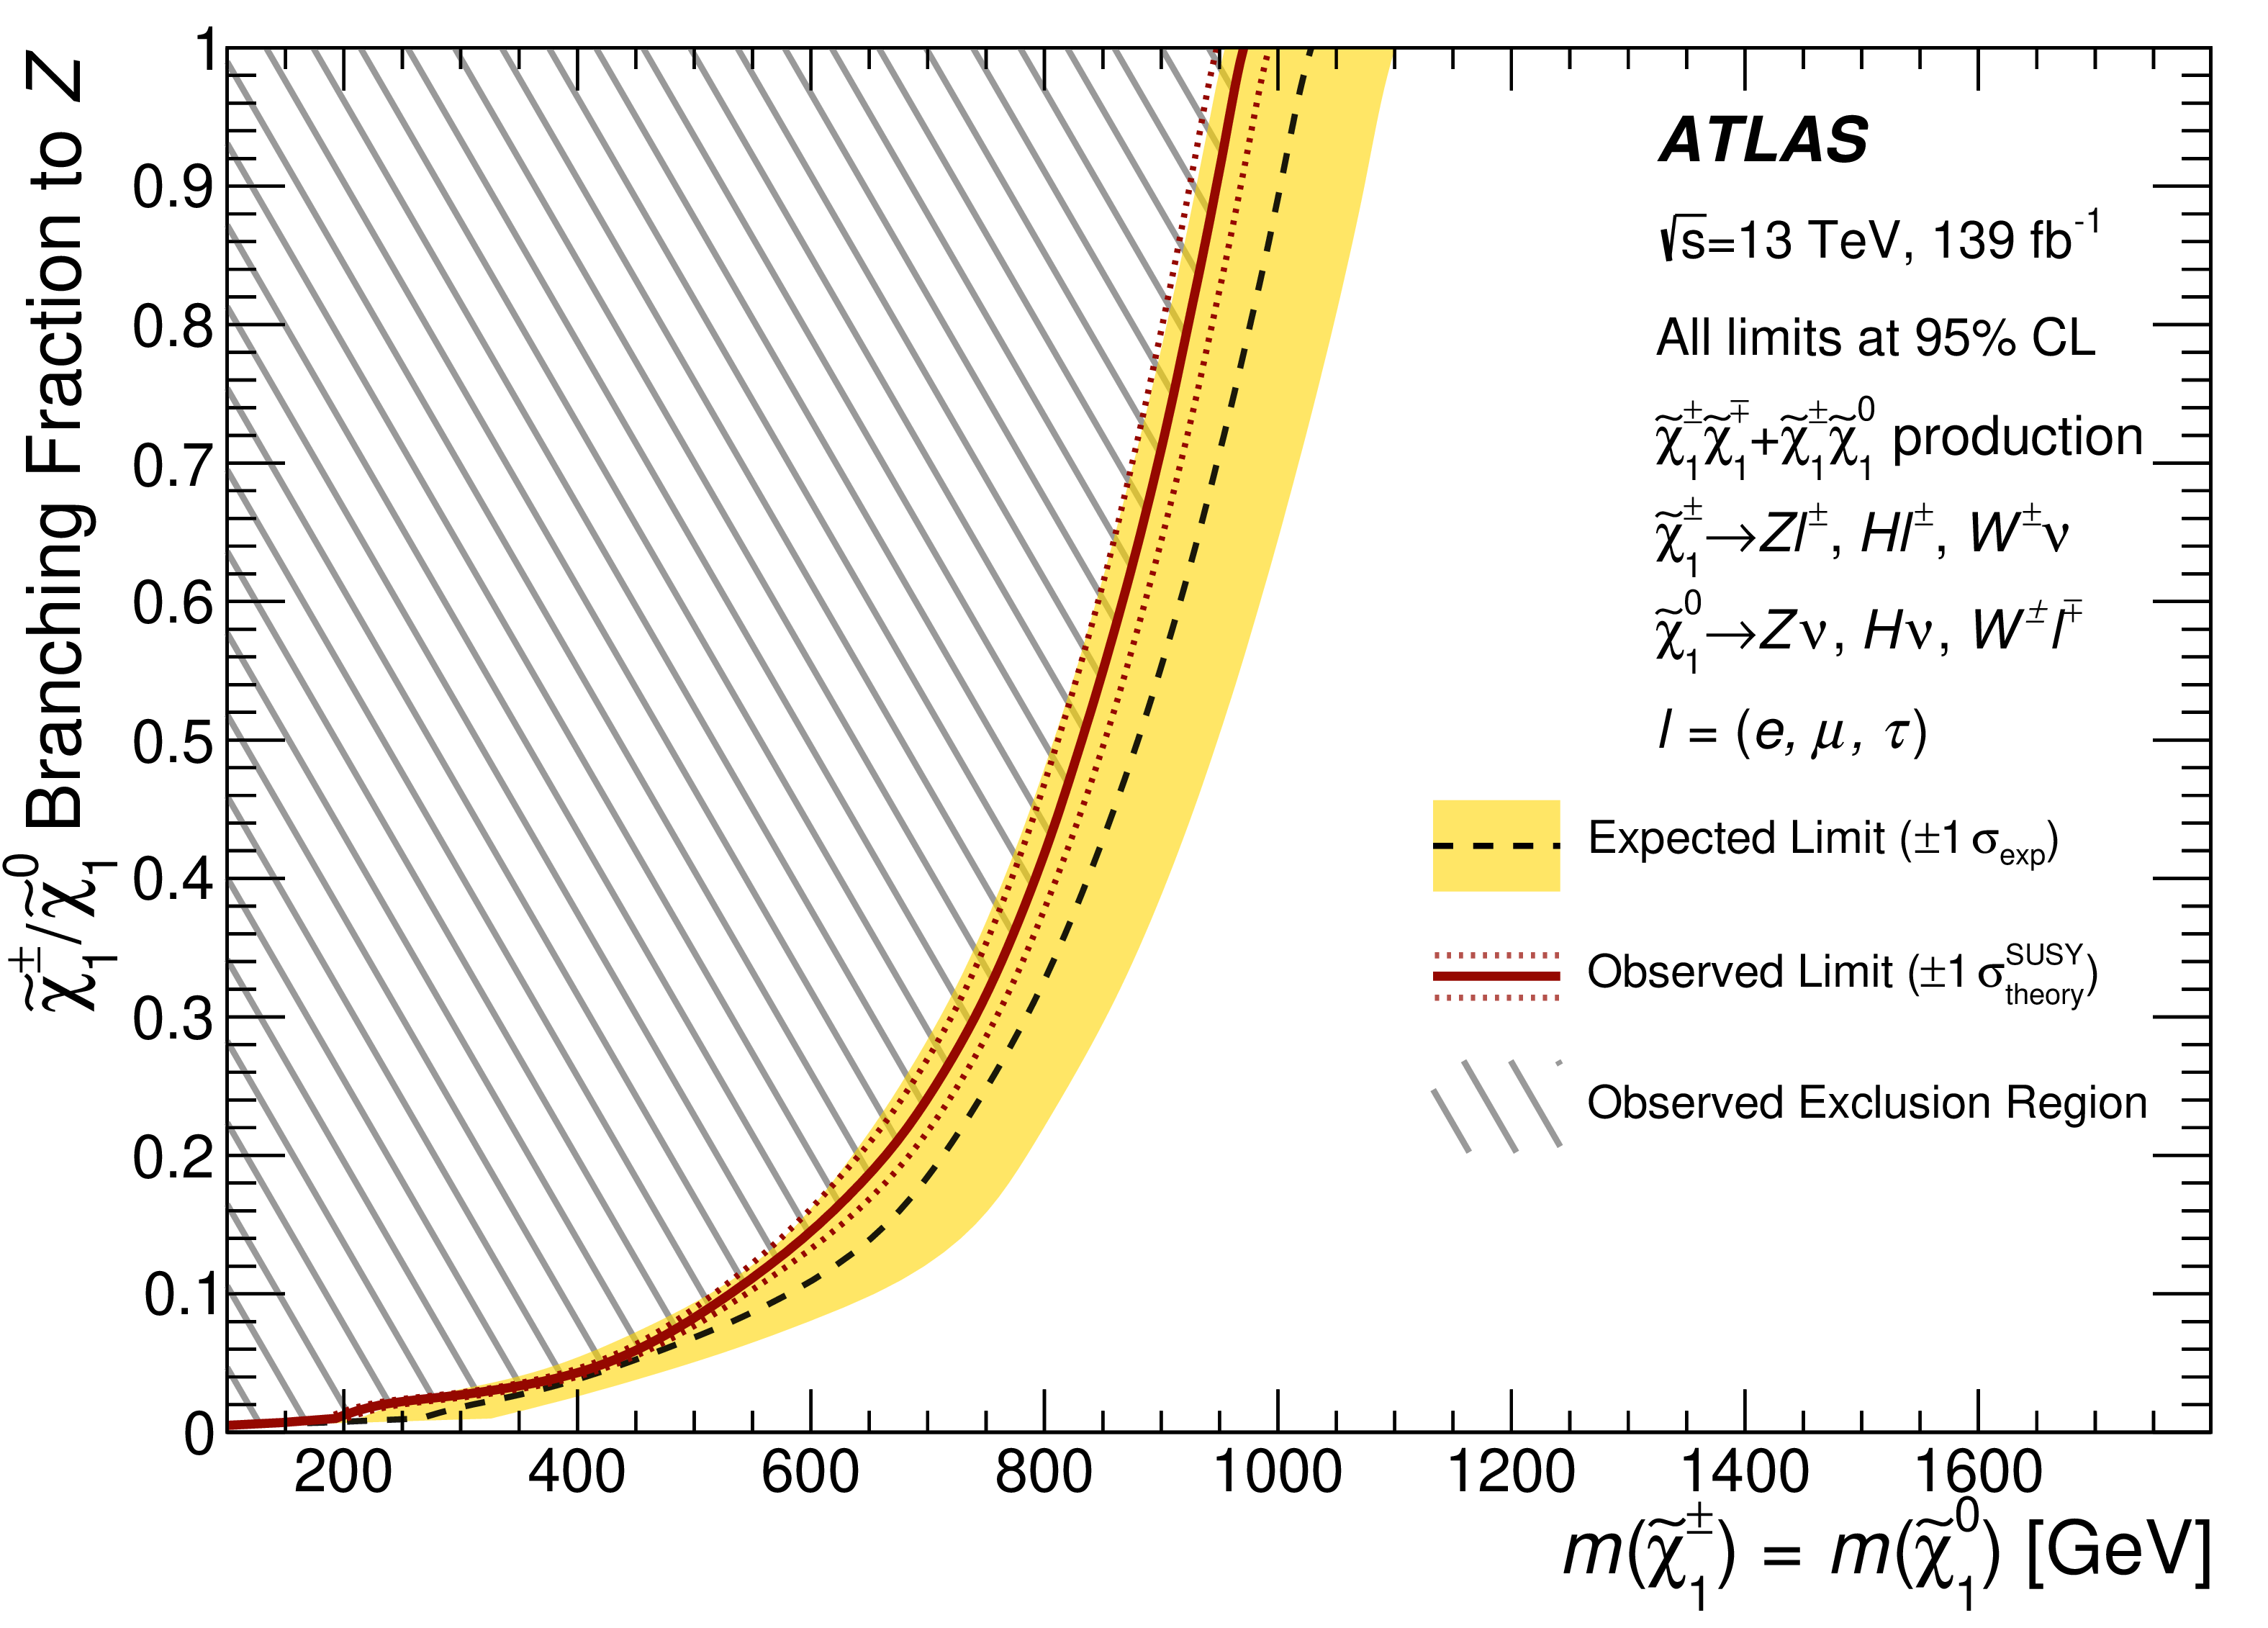 χ̃₁±/χ̃₁⁰ Branching Fraction to Z
1
0.9
0.8
0.7
0.6
0.5
0.4
0.3
0.2
0.1
0
200 400 600 800 1000 1200 1400 1600
m(χ̃₁±) = m(χ̃₁⁰) [GeV]
ATLAS
√s=13 TeV, 139 fb⁻¹
All limits at 95% CL
χ̃₁±χ̃₁∓+χ̃₁±χ̃₁⁰ production
χ̃₁±→Zl±, Hl±, W±ν
χ̃₁⁰→Zν, Hν, W±l∓
l = (e, μ, τ)
Expected Limit (±1 σ_exp)
Observed Limit (±1 σ_theory^SUSY)
Observed Exclusion Region